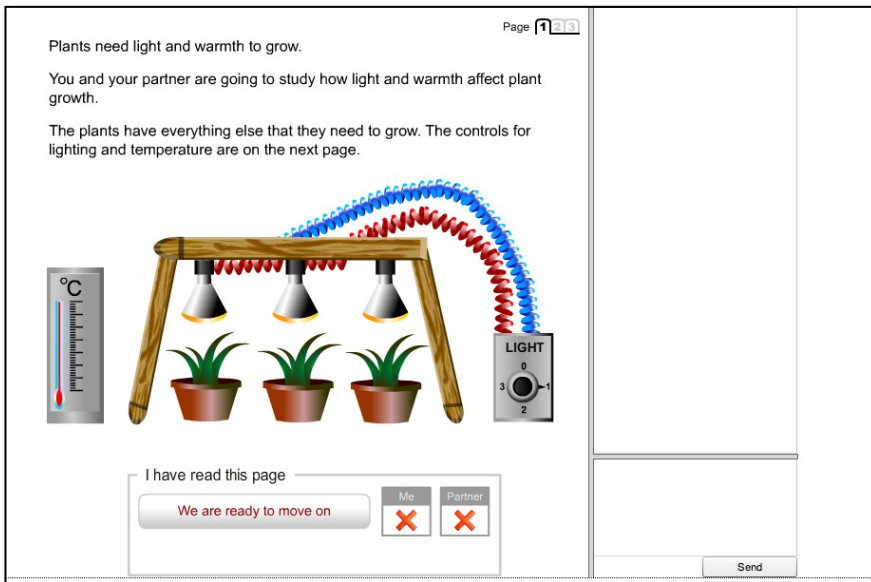 Page 1 2 3
Plants need light and warmth to grow.
You and your partner are going to study how light and warmth affect plant
growth.
The plants have everything else that they need to grow. The controls for
lighting and temperature are on the next page.
°C
LIGHT
0
3 1
2
I have read this page
We are ready to move on
Me Partner
Send